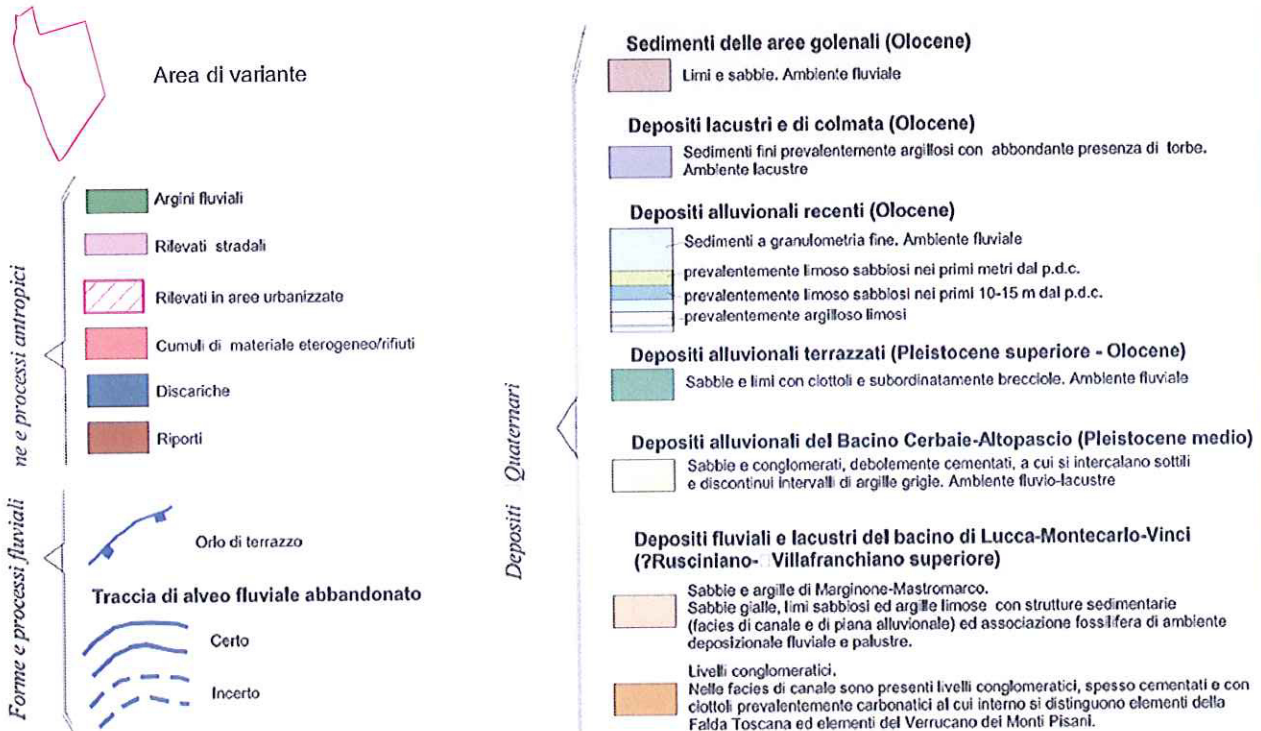 Area di variante
ne e processi antropici
Argini fluviali
Rilevati stradali
Rilevati in aree urbanizzate
Cumuli di materiale eterogeneo/rifiuti
Discariche
Riporti
Forme e processi fluviali
Orlo di terrazzo
Traccia di alveo fluviale abbandonato
Certo
Incerto
Depositi Quaternari
Sedimenti delle aree golenali (Olocene)
Limi e sabbie. Ambiente fluviale
Depositi lacustri e di colmata (Olocene)
Sedimenti fini prevalentemente argillosi con abbondante presenza di torbe.
Ambiente lacustre
Depositi alluvionali recenti (Olocene)
Sedimenti a granulometria fine. Ambiente fluviale
prevalentemente limoso sabbiosi nei primi metri dal p.d.c.
prevalentemente limoso sabbiosi nei primi 10-15 m dal p.d.c.
prevalentemente argilloso limosi
Depositi alluvionali terrazzati (Pleistocene superiore - Olocene)
Sabbie e limi con ciottoli e subordinatamente brecciole. Ambiente fluviale
Depositi alluvionali del Bacino Cerbaie-Altopascio (Pleistocene medio)
Sabbie e conglomerati, debolemente cementati, a cui si intercalano sottili
e discontinui intervalli di argille grigie. Ambiente fluvio-lacustre
Depositi fluviali e lacustri del bacino di Lucca-Montecarlo-Vinci
(?Rusciniano- Villafranchiano superiore)
Sabbie e argille di Marginone-Mastromarco.
Sabbie gialle, limi sabbiosi ed argille limose con strutture sedimentarie
(facies di canale e di piana alluvionale) ed associazione fossilifera di ambiente
deposizionale fluviale e palustre.
Livelli conglomeratici.
Nelle facies di canale sono presenti livelli conglomeratici, spesso cementati e con
ciottoli prevalentemente carbonatici al cui interno si distinguono elementi della
Falda Toscana ed elementi del Verrucano dei Monti Pisani.